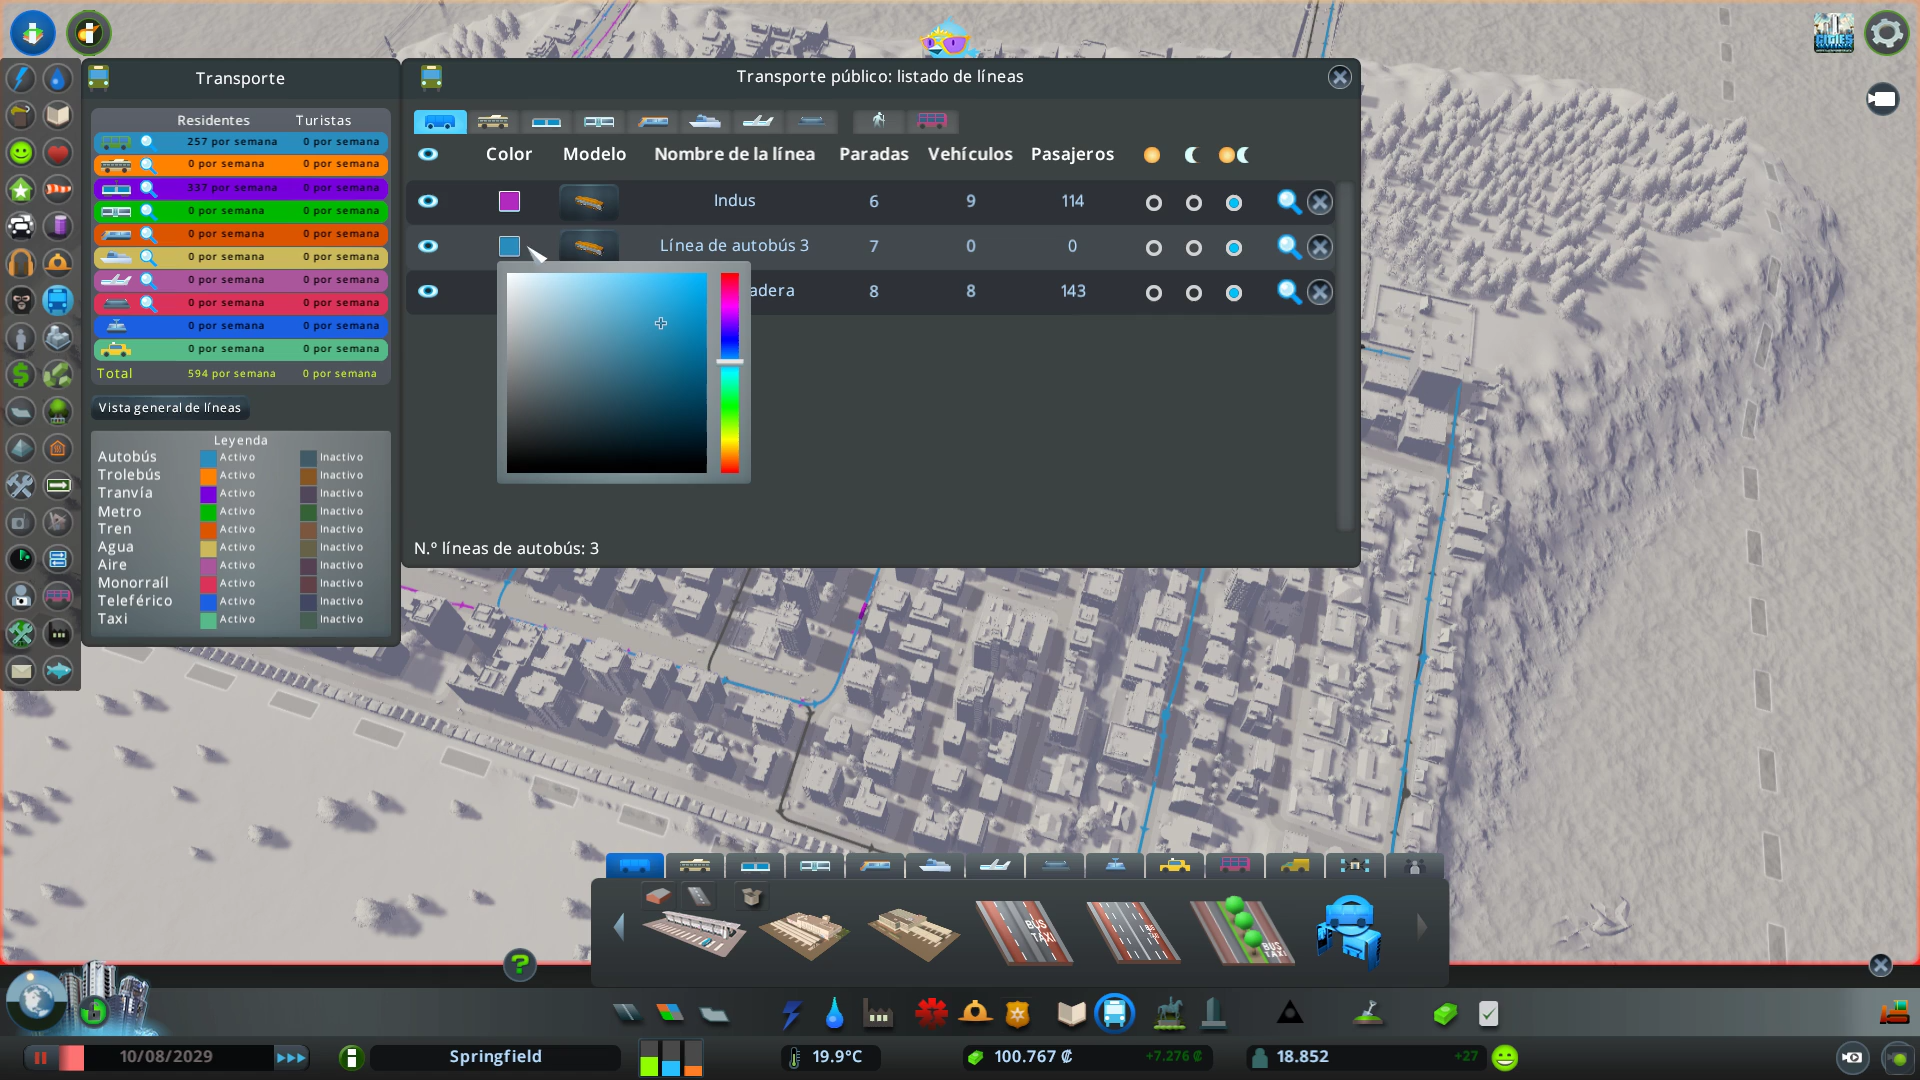 CITIES
Transporte
Transporte público: listado de líneas
Residentes Turistas
257 por semana 0 por semana
0 por semana 0 por semana
337 por semana 0 por semana
0 por semana 0 por semana
0 por semana 0 por semana
0 por semana 0 por semana
0 por semana 0 por semana
0 por semana 0 por semana
0 por semana 0 por semana
0 por semana 0 por semana
Total 594 por semana 0 por semana
Vista general de líneas
Leyenda
Autobús Activo Inactivo
Trolebús Activo Inactivo
Tranvía Activo Inactivo
Metro Activo Inactivo
Tren Activo Inactivo
Agua Activo Inactivo
Aire Activo Inactivo
Monorraíl Activo Inactivo
Teleférico Activo Inactivo
Taxi Activo Inactivo
Color Modelo Nombre de la línea Paradas Vehículos Pasajeros
Indus 6 9 114
Línea de autobús 3 7 0 0
adera 8 8 143
N.º líneas de autobús: 3
BUS TAXI
BUS TAXI
BUS TAXI
10/08/2029
Springfield
19.9°C
100.767 ₡ +7.276 ₡
18.852 +27